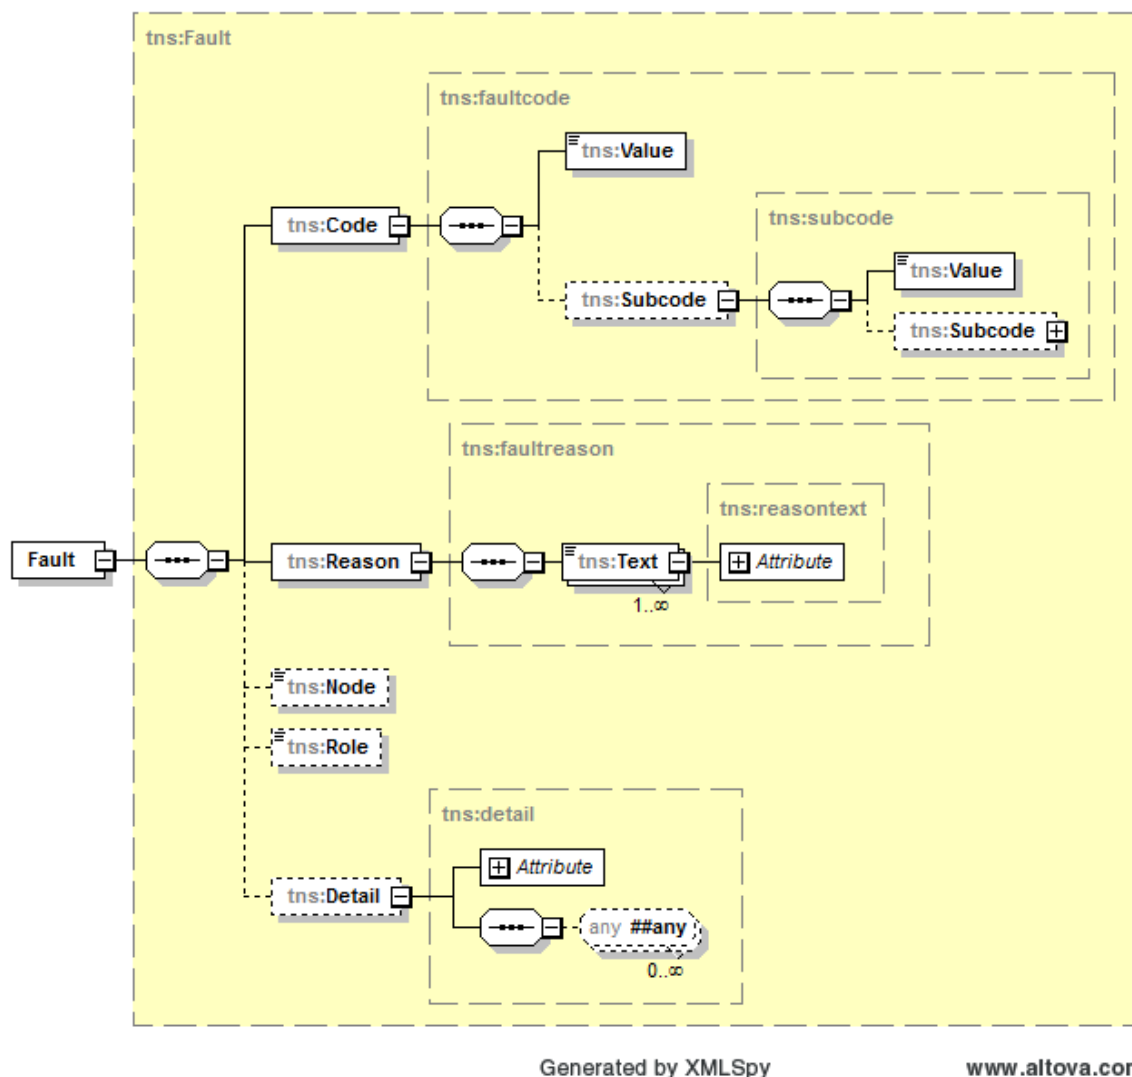 tns:Fault
tns:faultcode
tns:Value
tns:subcode
tns:Code
tns:Value
tns:Subcode
tns:Subcode
tns:faultreason
tns:reasontext
Fault
tns:Reason
tns:Text
Attribute
1..∞
tns:Node
tns:Role
tns:detail
Attribute
tns:Detail
any ##any
0..∞
Generated by XMLSpy
www.altova.com